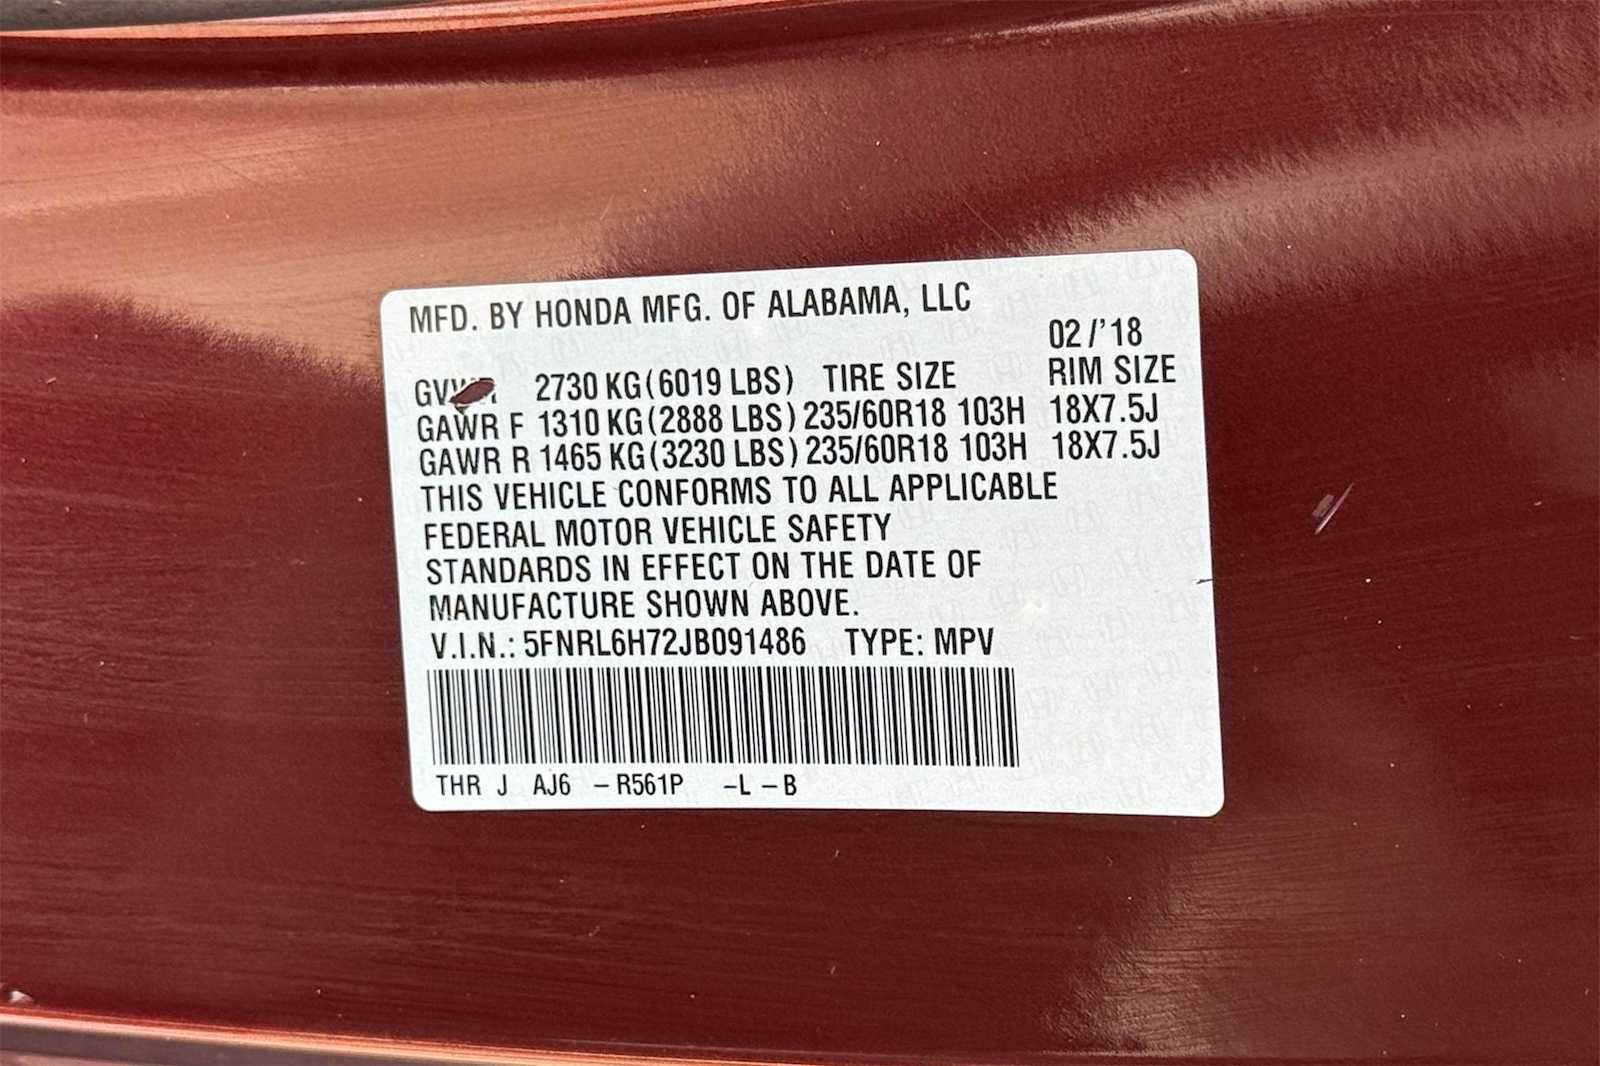 MFD. BY HONDA MFG. OF ALABAMA, LLC
02/'18
2730 KG(6019 LBS) TIRE SIZE RIM SIZE
GAWR F 1310 KG(2888 LBS) 235/60R18 103H 18X7.5J
GAWR R 1465 KG(3230 LBS) 235/60R18 103H 18X7.5J
THIS VEHICLE CONFORMS TO ALL APPLICABLE
FEDERAL MOTOR VEHICLE SAFETY
STANDARDS IN EFFECT ON THE DATE OF
MANUFACTURE SHOWN ABOVE.
V.I.N.: 5FNRL6H72JB091486 TYPE: MPV
THR J AJ6 -R561P -L -B